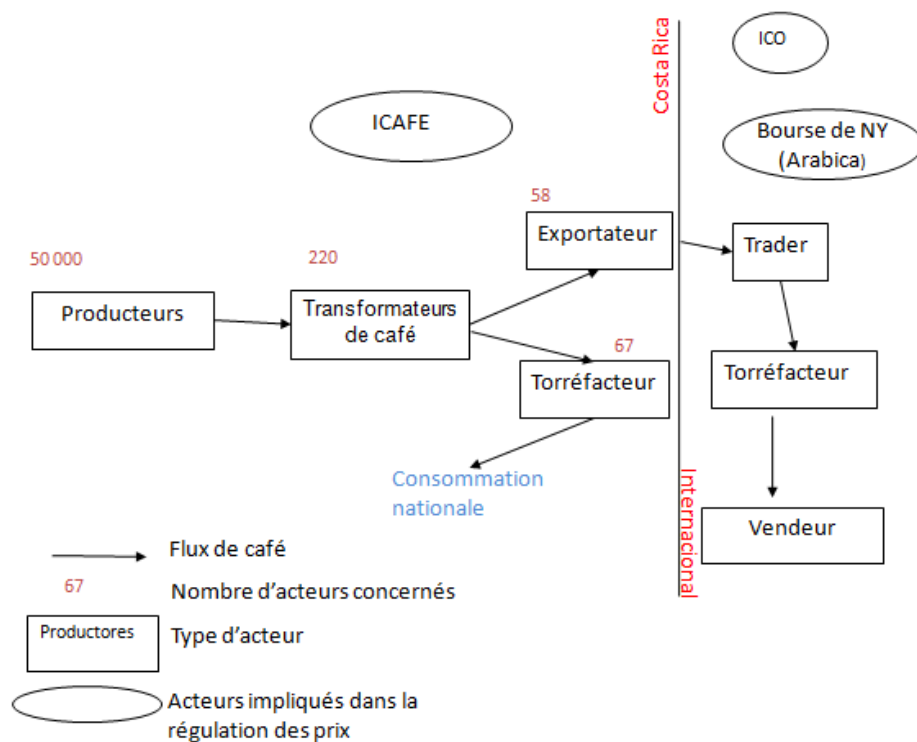 ICO
Costa Rica
ICAFE
Bourse de NY
(Arabica)
58
Exportateur
Trader
50 000
220
Producteurs
Transformateurs
de café
67
Torréfacteur
Torréfacteur
Consommation
nationale
Internacional
Vendeur
Flux de café
67
Nombre d'acteurs concernés
Productores
Type d'acteur
Acteurs impliqués dans la
régulation des prix